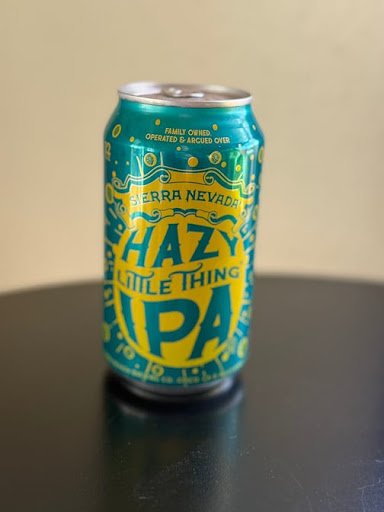 FAMILY OWNED,
OPERATED & ARGUED OVER
SIERRA NEVADA
HAZY
LITTLE THING
IPA